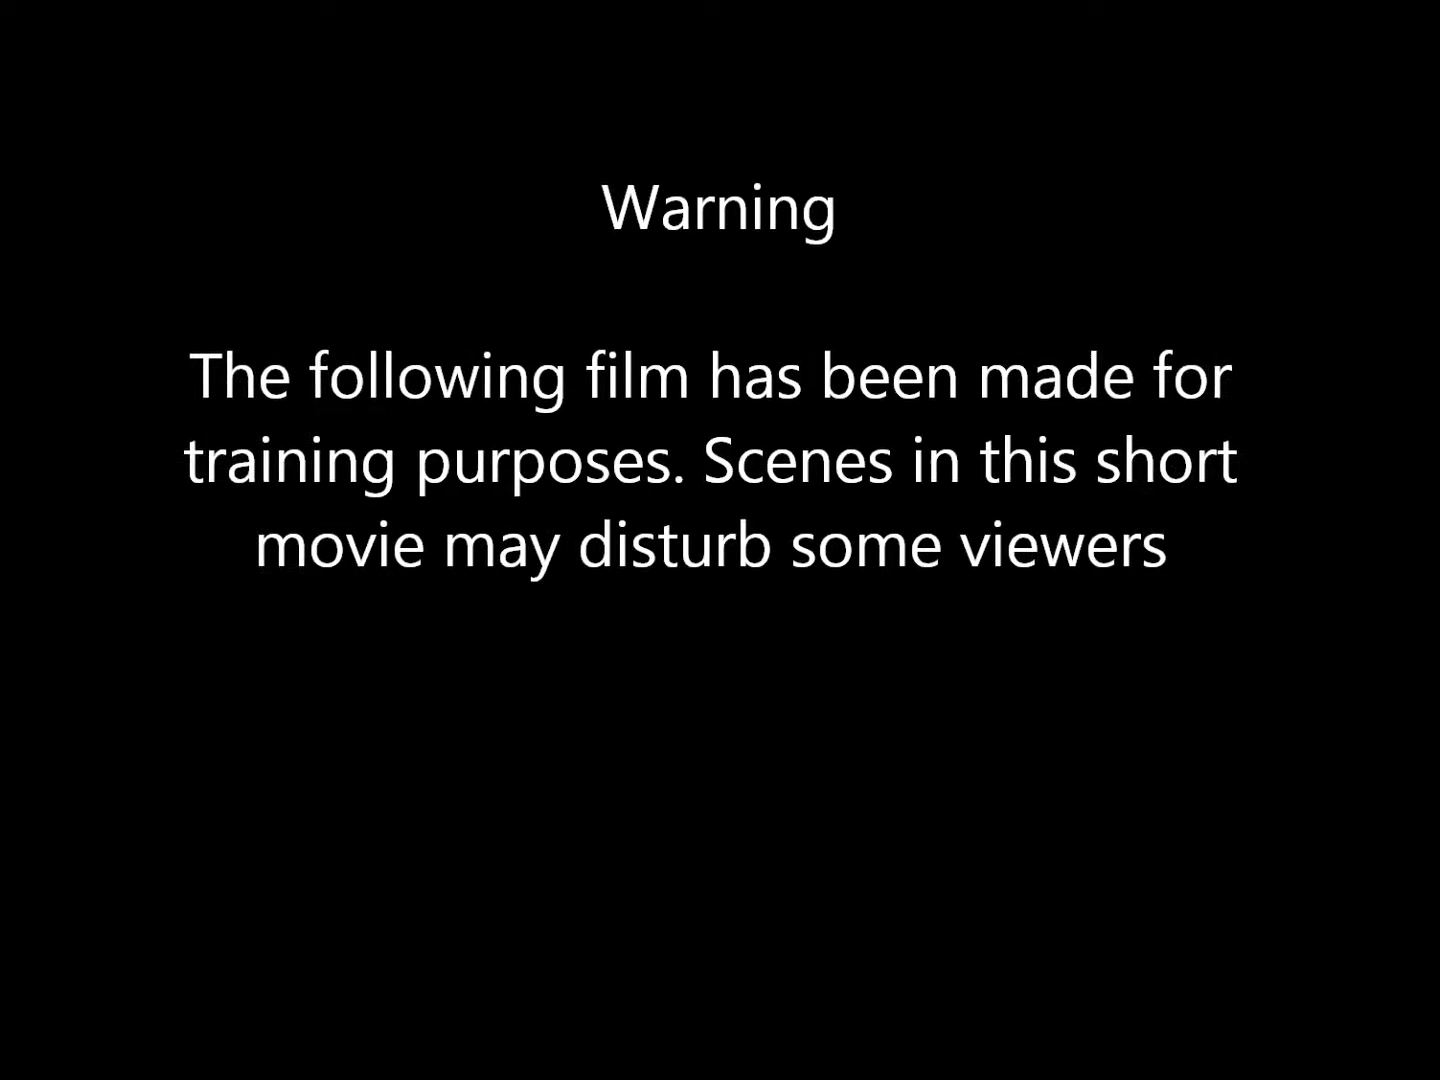 Warning
The following film has been made for
training purposes. Scenes in this short
movie may disturb some viewers